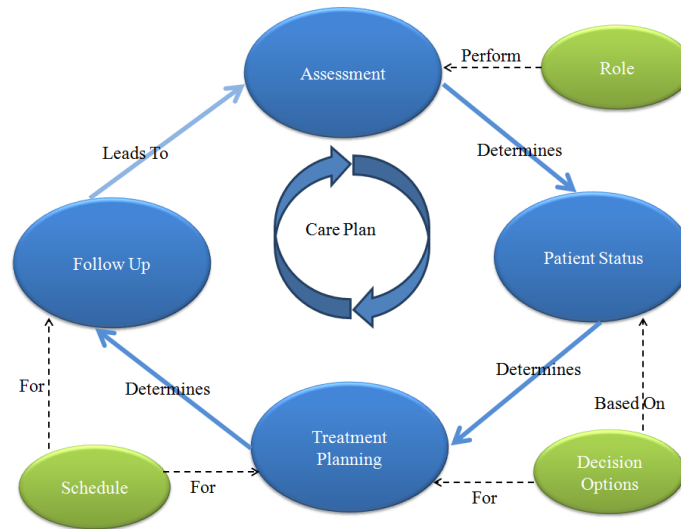 Assessment
Perform
Role
Leads To
Determines
Care Plan
Follow Up
Patient Status
For
Determines
Determines
Based On
Treatment
Planning
Schedule
For
For
Decision
Options